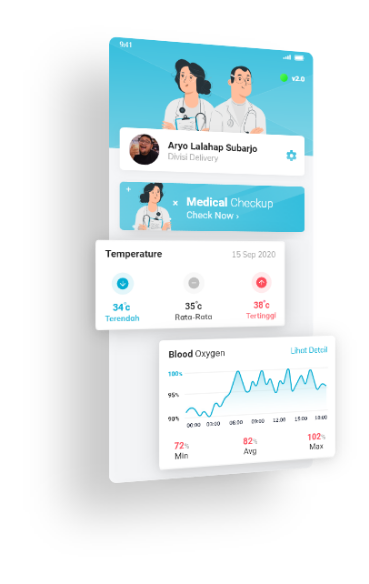 9:41
v2.0
Aryo Lalahap Subarjo
Divisi Delivery
Medical Checkup
Check Now ›
Temperature 15 Sep 2020
34°c 35°c 38°c
Terendah Rata-Rata Tertinggi
Blood Oxygen Lihat Detail
100%
95%
90%
00:00 03:00 06:00 09:00 12:00 15:00 18:00
72% 82% 102%
Min Avg Max